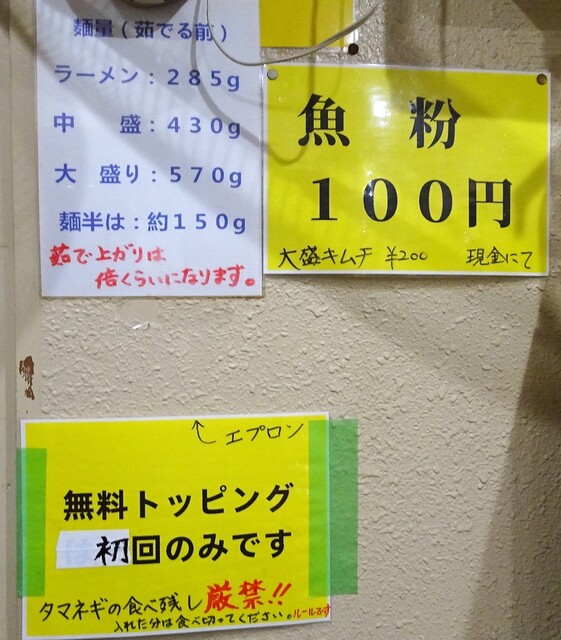 麺量(茹でる前)
ラーメン:285g
中　盛:430g
大　盛り:570g
麺半は:約150g
茹で上がりは
倍くらいになります。
魚　粉
100円
大盛キムチ ¥200　現金にて
↖エプロン
無料トッピング
初回のみです
タマネギの食べ残し厳禁!!
入れた分は食べ切ってください。ルールです